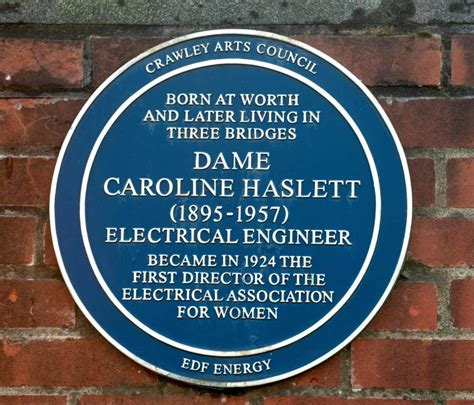 CRAWLEY ARTS COUNCIL
BORN AT WORTH
AND LATER LIVING IN
THREE BRIDGES
DAME
CAROLINE HASLETT
(1895-1957)
ELECTRICAL ENGINEER
BECAME IN 1924 THE
FIRST DIRECTOR OF THE
ELECTRICAL ASSOCIATION
FOR WOMEN
EDF ENERGY